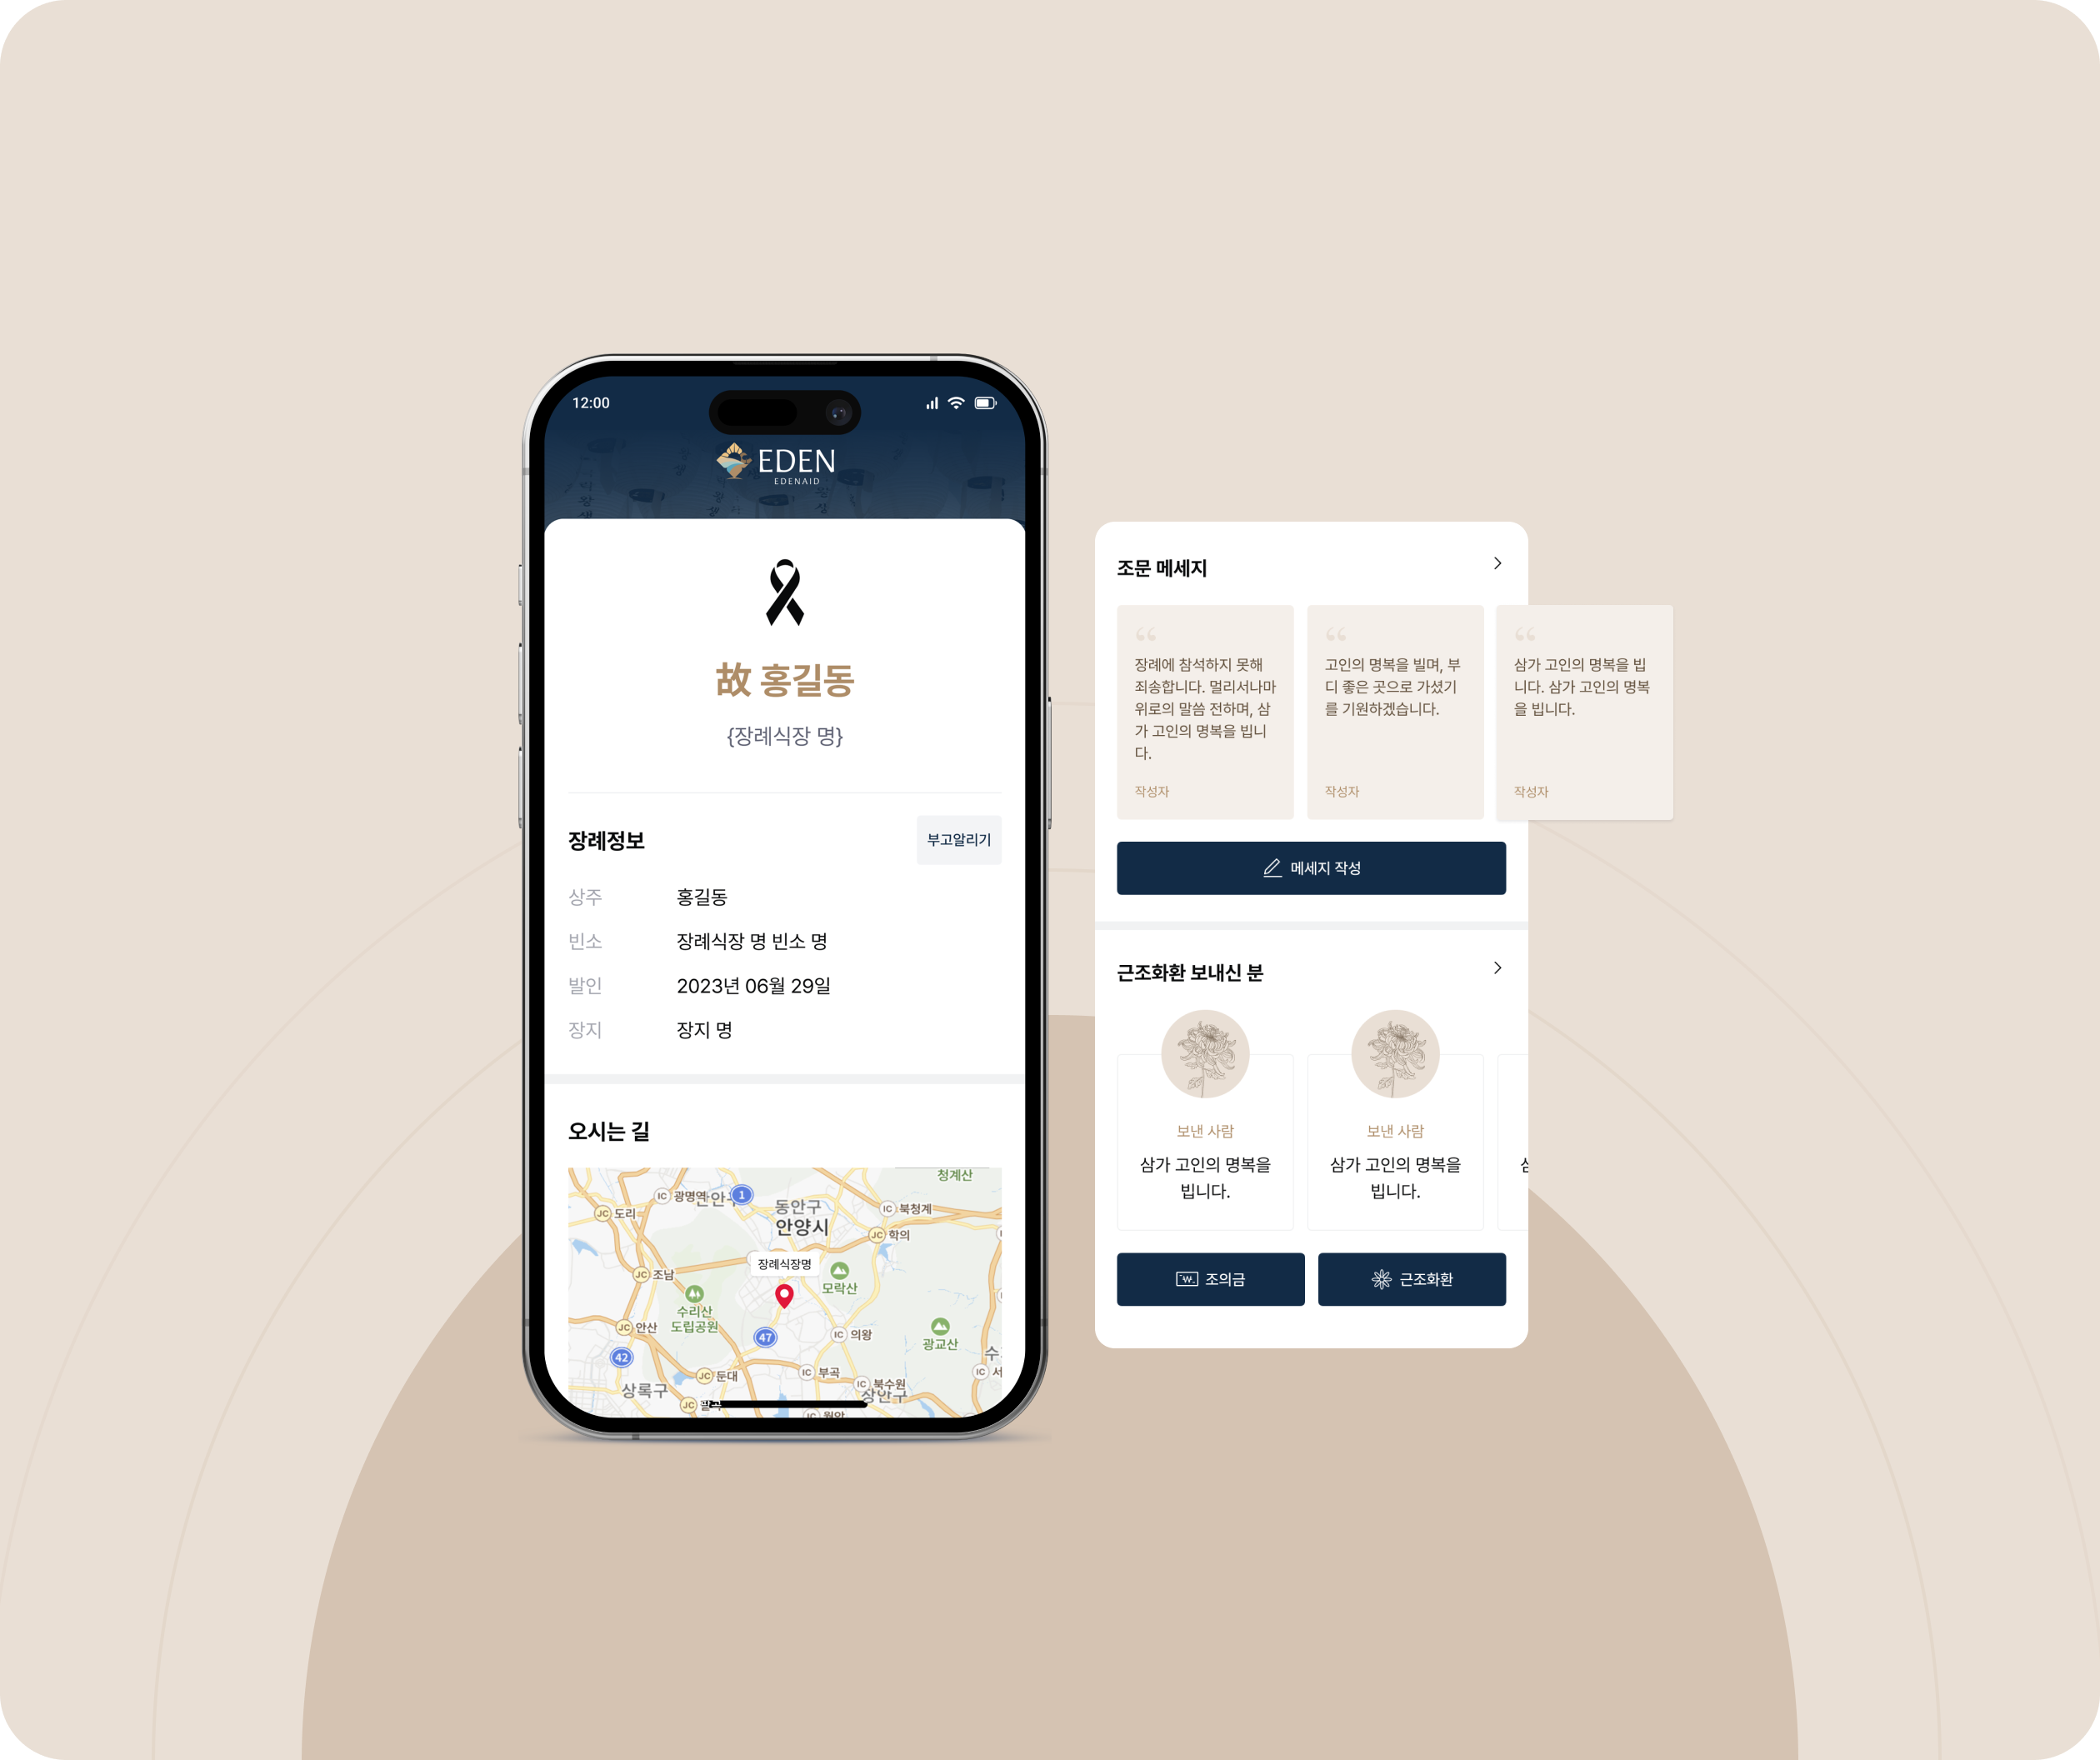 12:00
EDEN
EDENAID
故 홍길동
{장례식장 명}
장례정보
부고알리기
상주 홍길동
빈소 장례식장 명 빈소 명
발인 2023년 06월 29일
장지 장지 명
오시는 길
청계산
IC 광명역
1
동안구
안양시
IC 북청계
JC 도리
JC 학의
장례식장명
JC 조남
모락산
수리산
도립공원
JC 안산
47
IC 의왕
광교산
42
JC 둔대
IC 부곡
IC 북수원
상록구
장안구
IC
JC
조문 메세지
장례에 참석하지 못해
죄송합니다. 멀리서나마
위로의 말씀 전하며, 삼
가 고인의 명복을 빕니
다.
작성자
고인의 명복을 빌며, 부
디 좋은 곳으로 가셨기
를 기원하겠습니다.
작성자
삼가 고인의 명복을 빕
니다. 삼가 고인의 명복
을 빕니다.
작성자
메세지 작성
근조화환 보내신 분
보낸 사람
삼가 고인의 명복을
빕니다.
보낸 사람
삼가 고인의 명복을
빕니다.
조의금
근조화환